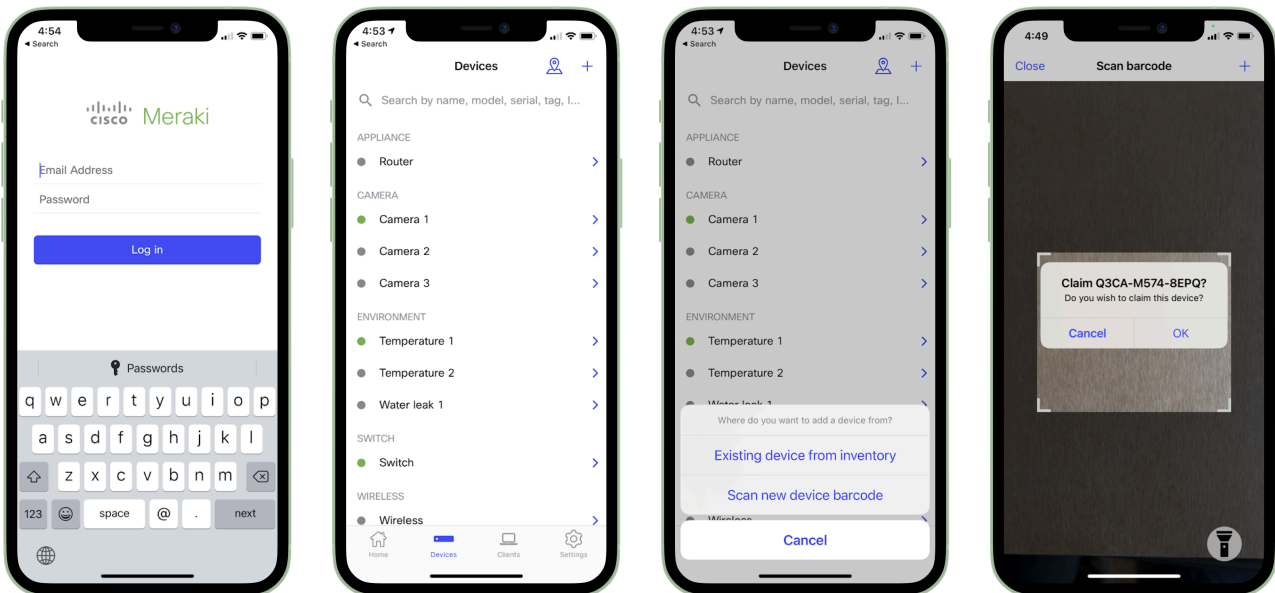 4:54
Search
cisco Meraki
Email Address
Password
Log in
Passwords
q w e r t y u i o p
a s d f g h j k l
z x c v b n m
123 space @ . next
4:53
Search
Devices
Search by name, model, serial, tag, I...
APPLIANCE
Router
CAMERA
Camera 1
Camera 2
Camera 3
ENVIRONMENT
Temperature 1
Temperature 2
Water leak 1
SWITCH
Switch
WIRELESS
Wireless
Home Devices Clients Settings
4:53
Search
Devices
Search by name, model, serial, tag, I...
APPLIANCE
Router
CAMERA
Camera 1
Camera 2
Camera 3
ENVIRONMENT
Temperature 1
Temperature 2
Water leak 1
Where do you want to add a device from?
Existing device from inventory
Scan new device barcode
Wireless
Cancel
4:49
Close Scan barcode
Claim Q3CA-M574-8EPQ?
Do you wish to claim this device?
Cancel OK